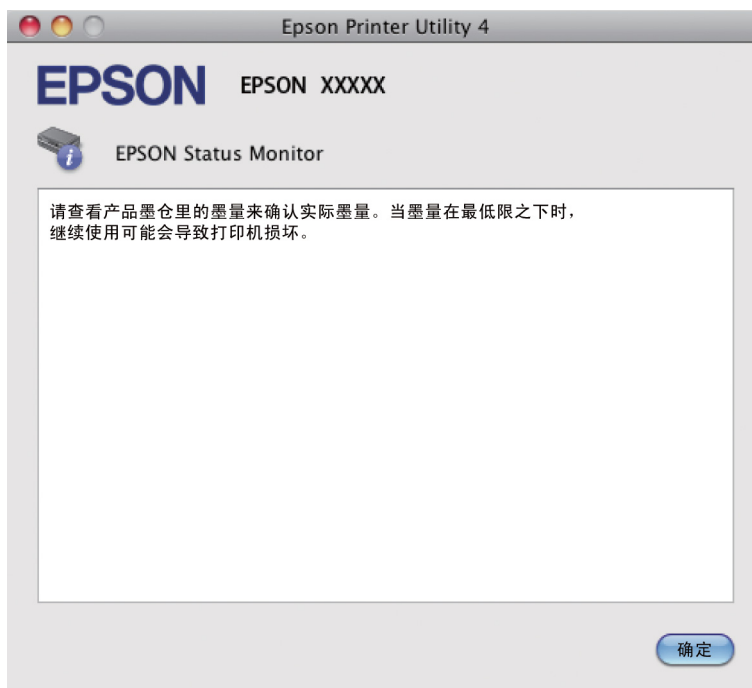 Epson Printer Utility 4
EPSON EPSON XXXXX
EPSON Status Monitor
请查看产品墨仓里的墨量来确认实际墨量。当墨量在最低限之下时，
继续使用可能会导致打印机损坏。
确定